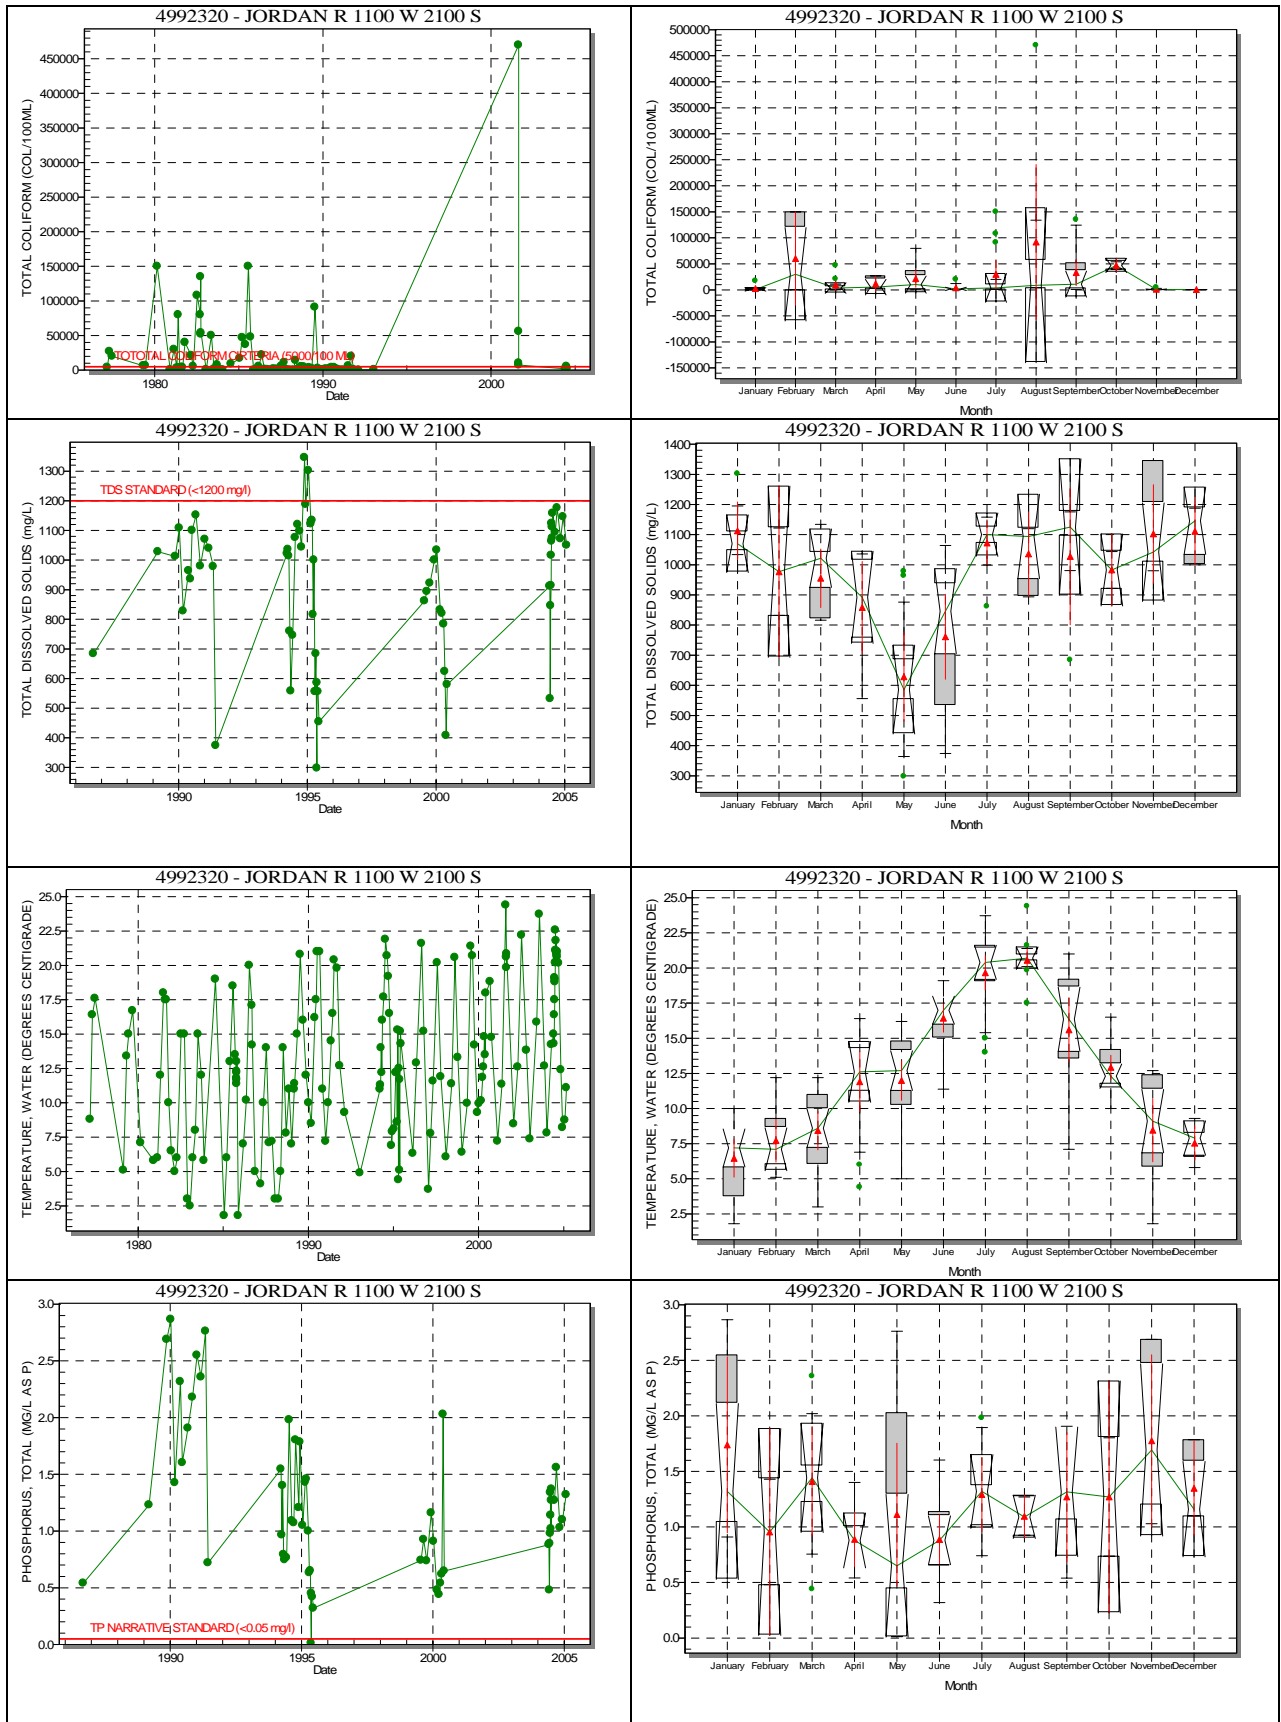 4992320 - JORDAN R 1100 W 2100 S
TOTAL COLIFORM (COL/100ML)
450000
400000
350000
300000
250000
200000
150000
100000
50000
0
TOTOTAL COLIFORM CIRTERIA (5000/100 ML)
1980 1990 2000
Date
4992320 - JORDAN R 1100 W 2100 S
TOTAL COLIFORM (COL/100ML)
500000
450000
400000
350000
300000
250000
200000
150000
100000
50000
0
-50000
-100000
-150000
January February March April May June July August September October November December
Month
4992320 - JORDAN R 1100 W 2100 S
TOTAL DISSOLVED SOLIDS (mg/L)
1300
1200
1100
1000
900
800
700
600
500
400
300
TDS STANDARD (<1200 mg/l)
1990 1995 2000 2005
Date
4992320 - JORDAN R 1100 W 2100 S
TOTAL DISSOLVED SOLIDS (mg/L)
1400
1300
1200
1100
1000
900
800
700
600
500
400
300
January February March April May June July August September October November December
Month
4992320 - JORDAN R 1100 W 2100 S
TEMPERATURE, WATER (DEGREES CENTIGRADE)
25.0
22.5
20.0
17.5
15.0
12.5
10.0
7.5
5.0
2.5
1980 1990 2000
Date
4992320 - JORDAN R 1100 W 2100 S
TEMPERATURE, WATER (DEGREES CENTIGRADE)
25.0
22.5
20.0
17.5
15.0
12.5
10.0
7.5
5.0
2.5
January February March April May June July August September October November December
Month
4992320 - JORDAN R 1100 W 2100 S
PHOSPHORUS, TOTAL (MG/L AS P)
3.0
2.5
2.0
1.5
1.0
0.5
0.0
TP NARRATIVE STANDARD (<0.05 mg/l)
1990 1995 2000 2005
Date
4992320 - JORDAN R 1100 W 2100 S
PHOSPHORUS, TOTAL (MG/L AS P)
3.0
2.5
2.0
1.5
1.0
0.5
0.0
January February March April May June July August September October November December
Month